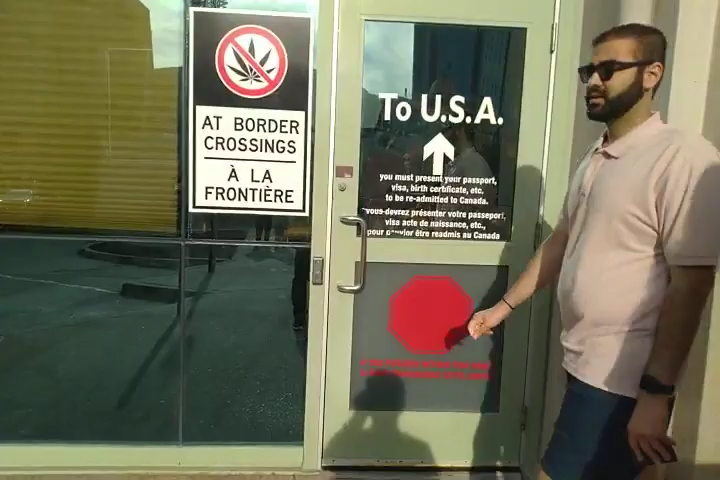 AT BORDER
CROSSINGS
À LA
FRONTIÈRE
To U.S.A.
you must present your passport,
visa, birth certificate, etc.
to be re-admitted to Canada.
vous devrez présenter votre passeport,
visa acte de naissance, etc.,
pour pouvoir être readmis au Canada